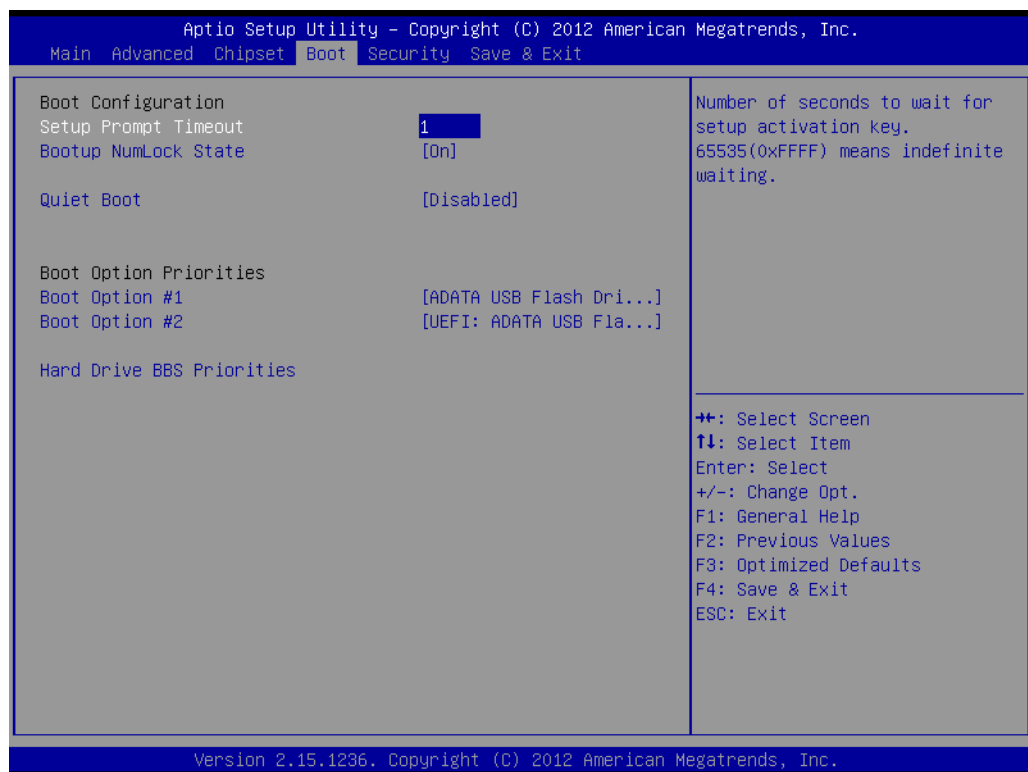 Aptio Setup Utility – Copyright (C) 2012 American Megatrends, Inc.
Main Advanced Chipset Boot Security Save & Exit
Boot Configuration
Setup Prompt Timeout 1
Bootup NumLock State [On]
Quiet Boot [Disabled]
Boot Option Priorities
Boot Option #1 [ADATA USB Flash Dri...]
Boot Option #2 [UEFI: ADATA USB Fla...]
Hard Drive BBS Priorities
Number of seconds to wait for
setup activation key.
65535(0xFFFF) means indefinite
waiting.
→←: Select Screen
↑↓: Select Item
Enter: Select
+/-: Change Opt.
F1: General Help
F2: Previous Values
F3: Optimized Defaults
F4: Save & Exit
ESC: Exit
Version 2.15.1236. Copyright (C) 2012 American Megatrends, Inc.